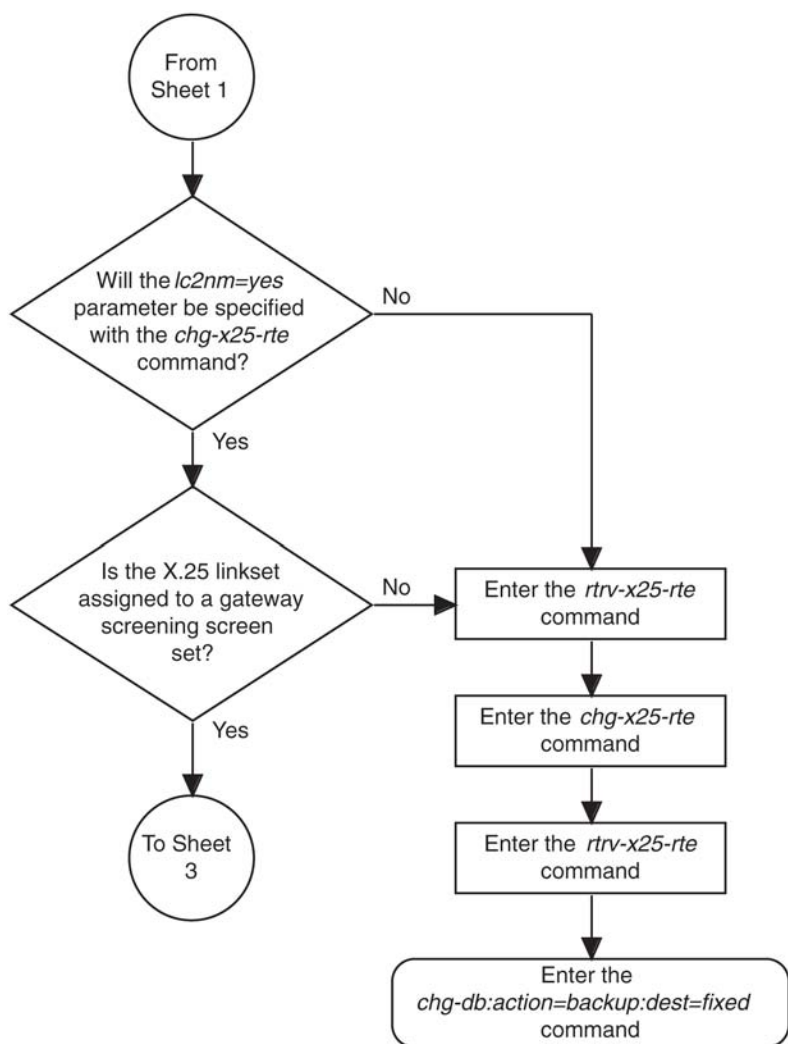 From
Sheet 1
Will the lc2nm=yes
parameter be specified
with the chg-x25-rte
command?
No
Yes
Is the X.25 linkset
assigned to a gateway
screening screen
set?
No
Yes
To Sheet
3
Enter the rtrv-x25-rte
command
Enter the chg-x25-rte
command
Enter the rtrv-x25-rte
command
Enter the
chg-db:action=backup:dest=fixed
command